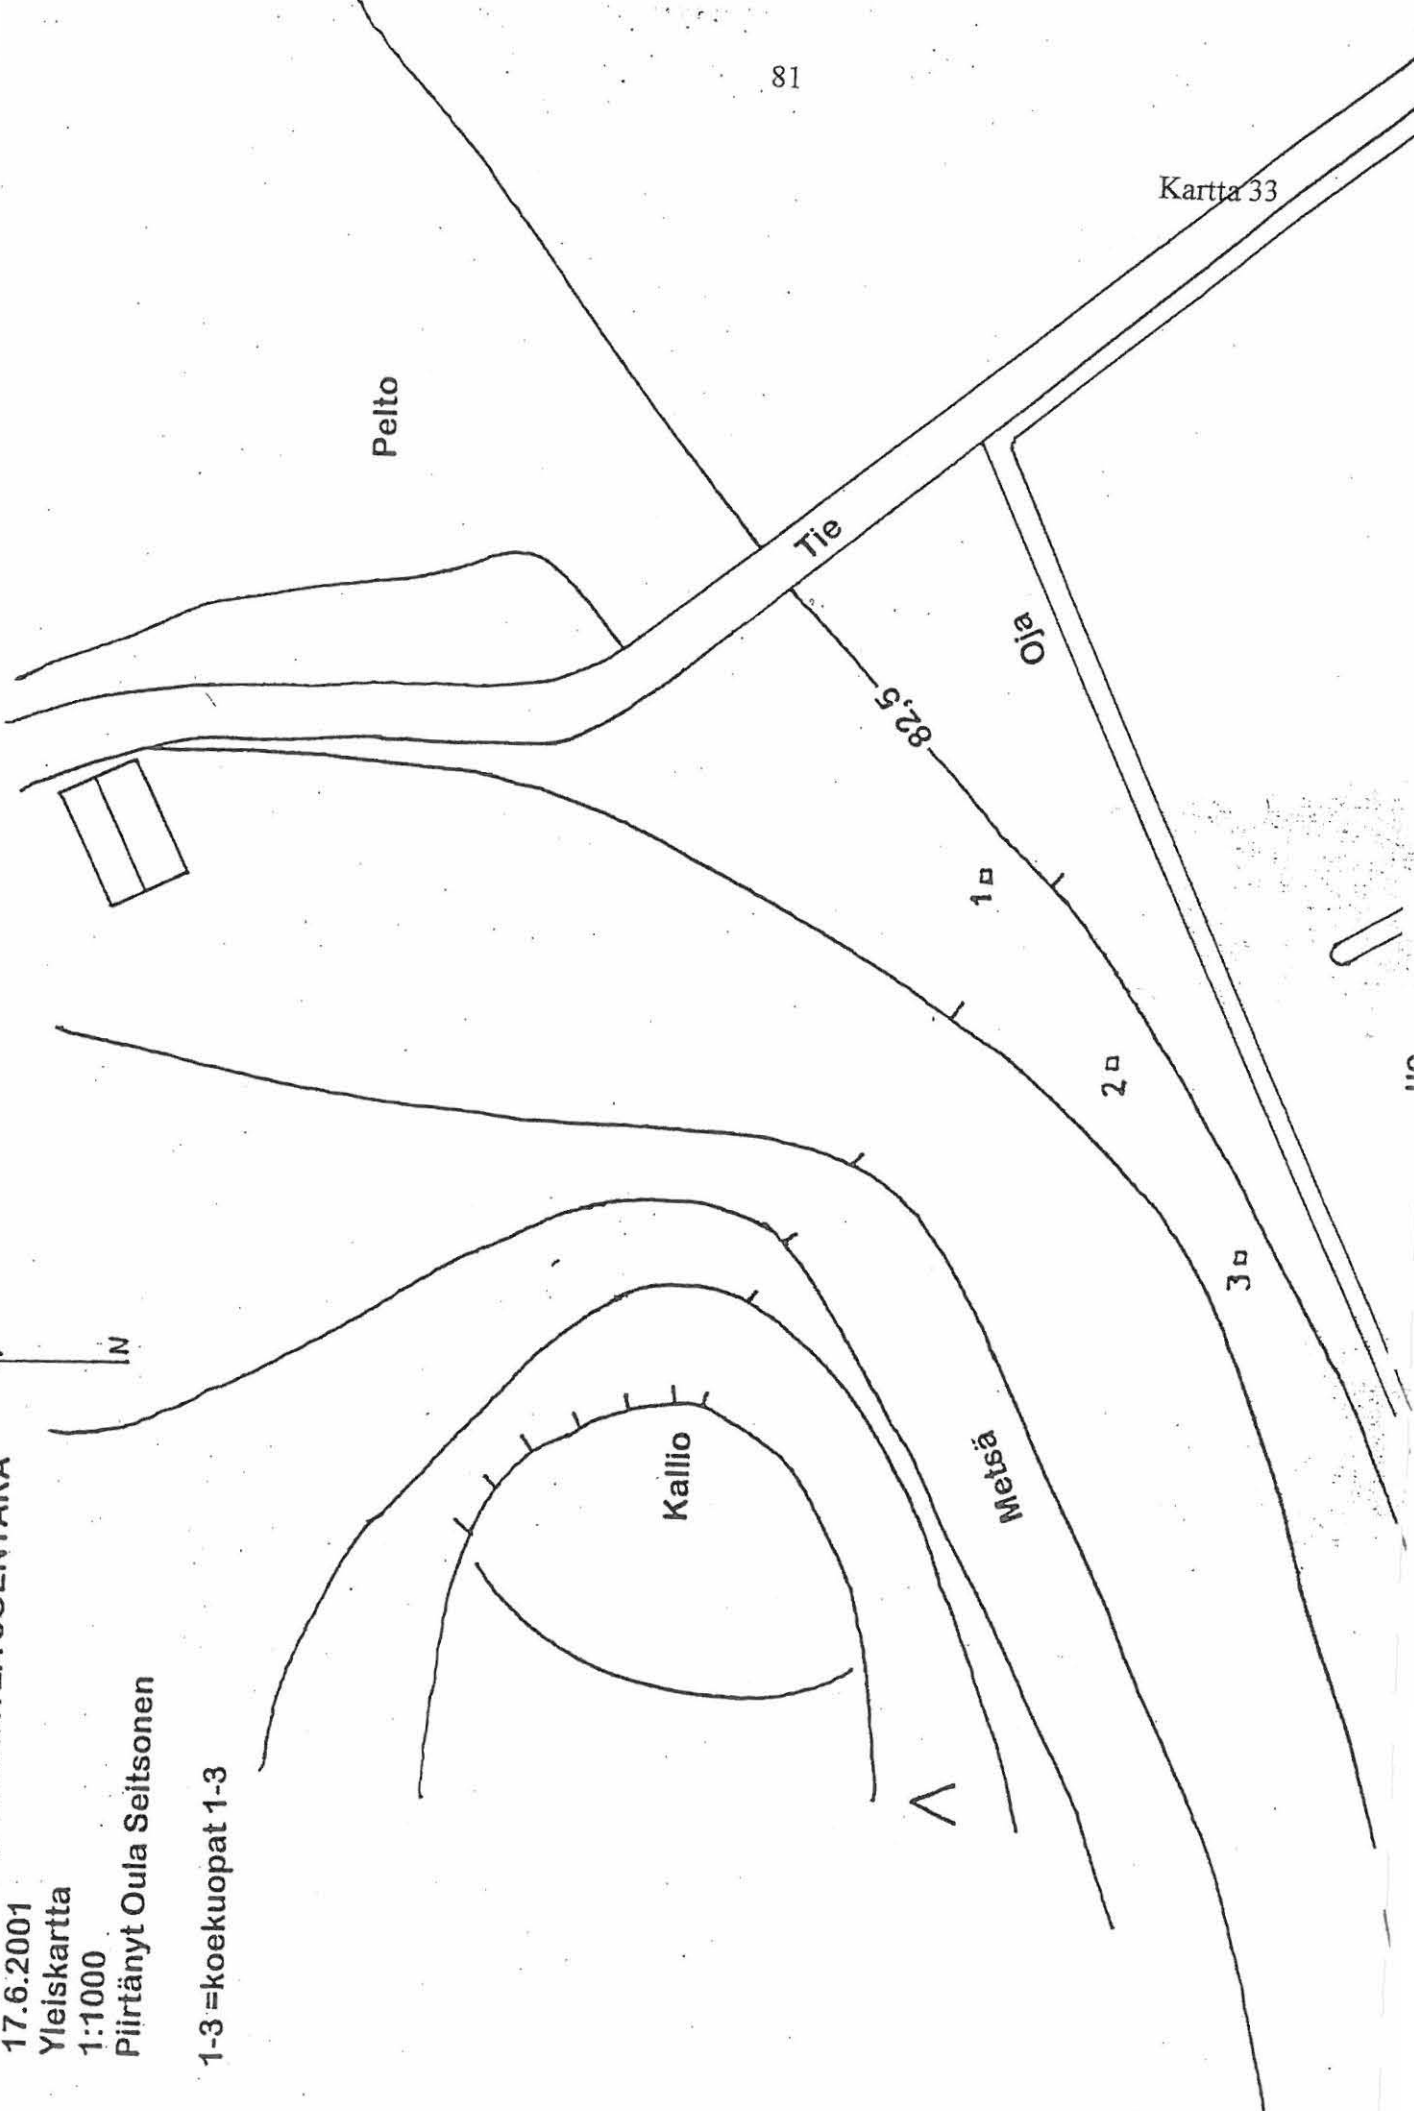 81
Kartta 33
17.6.2001
Yleiskartta
1:1000
Piirtänyt Oula Seitsonen
1-3 =koekuopat 1-3
N
Pelto
Tie
Oja
82,5
1
2
3
Kallio
Metsä